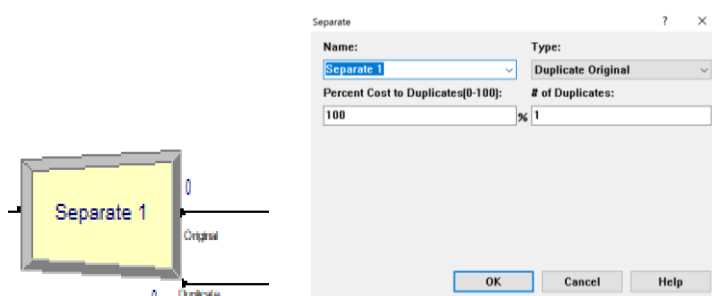 Separate
?
X
Name:
Type:
Separate 1
Duplicate Original
Percent Cost to Duplicates(0-100):
# of Duplicates:
100
%
1
0
Separate 1
Original
0
Duplicate
OK
Cancel
Help